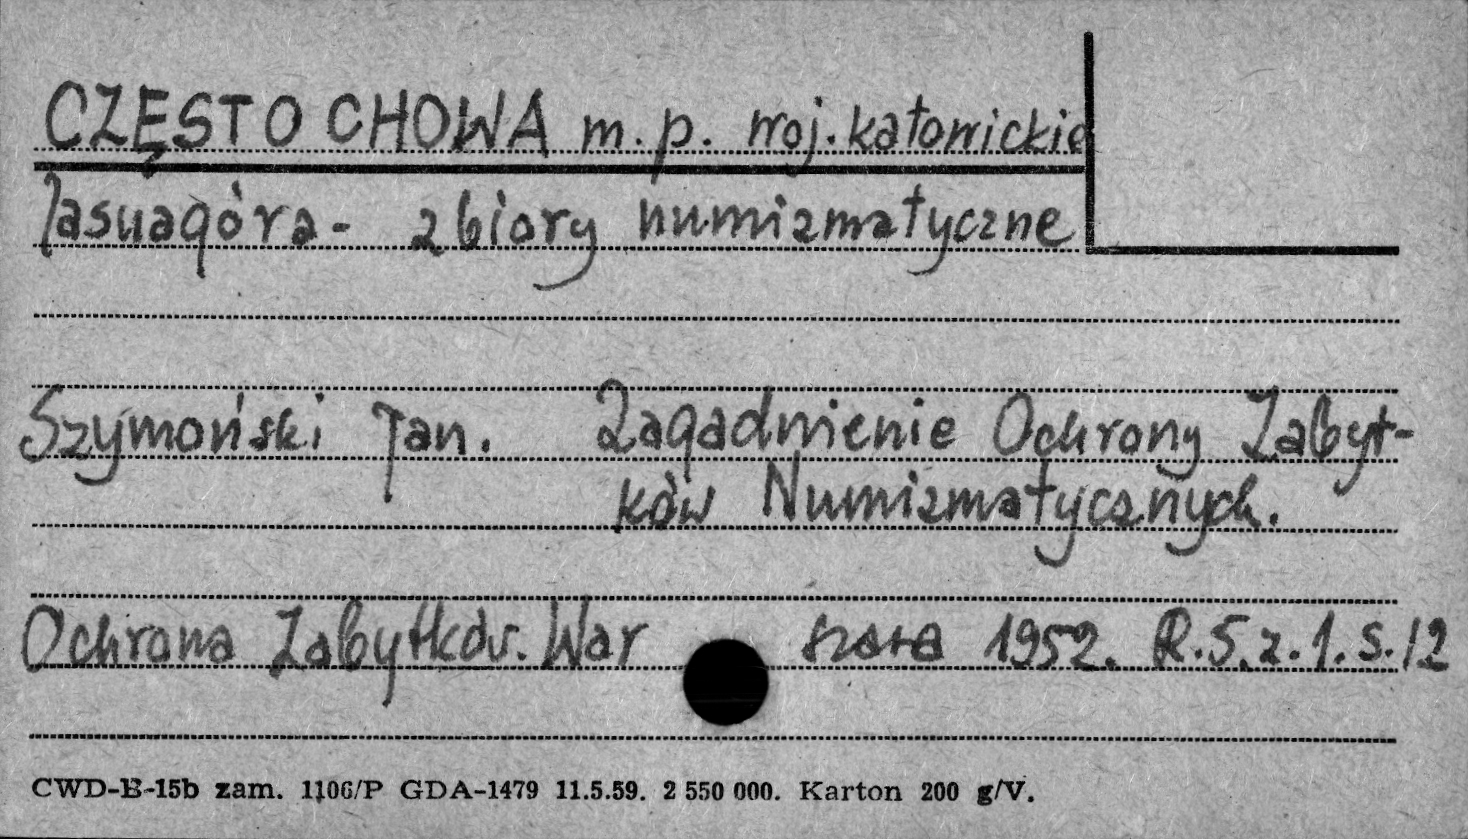 CZĘSTOCHOWA m. p. woj. katowickie
Jasnagóra - zbiory numizmatyczne
Szymoński Jan. Zagadnienie Ochrony Zabyt-
ków Numizmatycznych.
Ochrona Zabytków. War szawa 1952. R. 5. z. 1. s. 12
CWD-B-15b zam. 1106/P GDA-1479 11.5.59. 2 550 000. Karton 200 g/V.